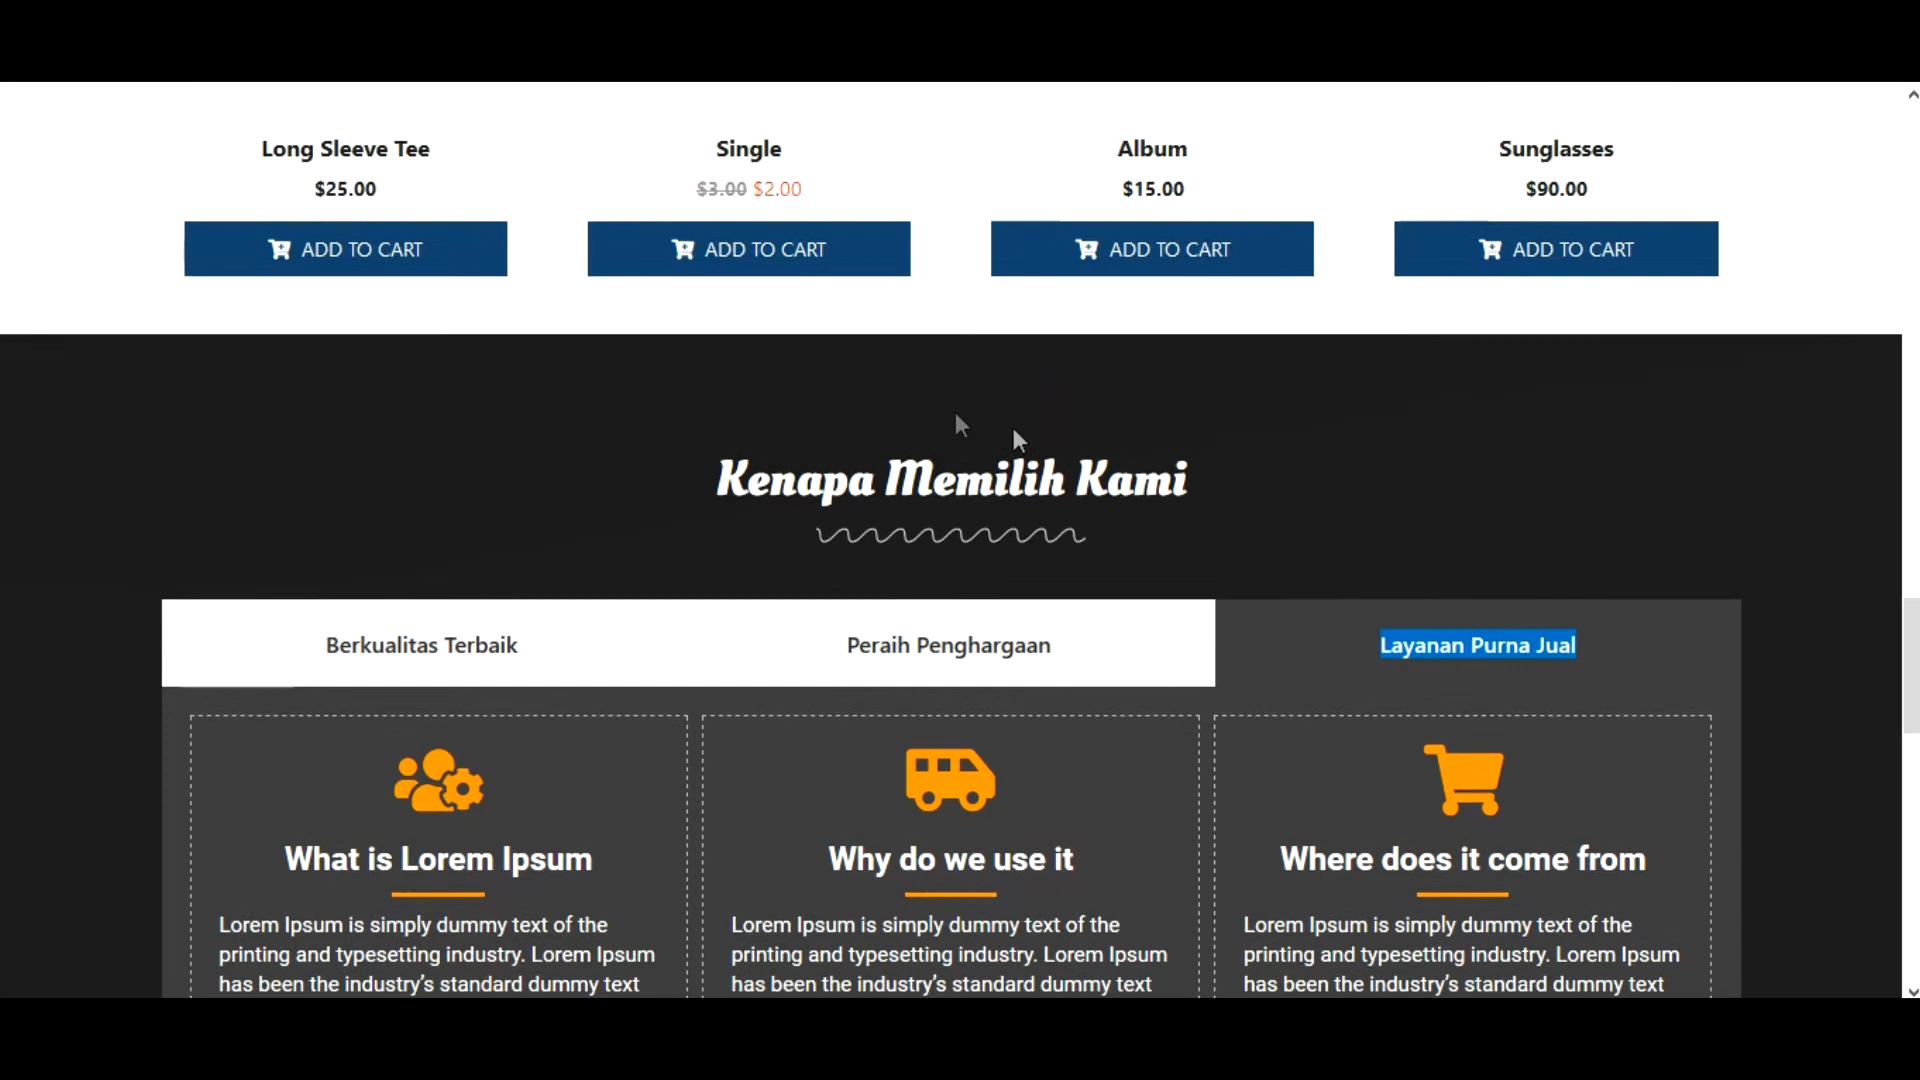 Long Sleeve Tee
$25.00
ADD TO CART
Single
$3.00 $2.00
ADD TO CART
Album
$15.00
ADD TO CART
Sunglasses
$90.00
ADD TO CART
Kenapa Memilih Kami
Berkualitas Terbaik
Peraih Penghargaan
Layanan Purna Jual
What is Lorem Ipsum
Lorem Ipsum is simply dummy text of the
printing and typesetting industry. Lorem Ipsum
has been the industry’s standard dummy text
Why do we use it
Lorem Ipsum is simply dummy text of the
printing and typesetting industry. Lorem Ipsum
has been the industry’s standard dummy text
Where does it come from
Lorem Ipsum is simply dummy text of the
printing and typesetting industry. Lorem Ipsum
has been the industry’s standard dummy text